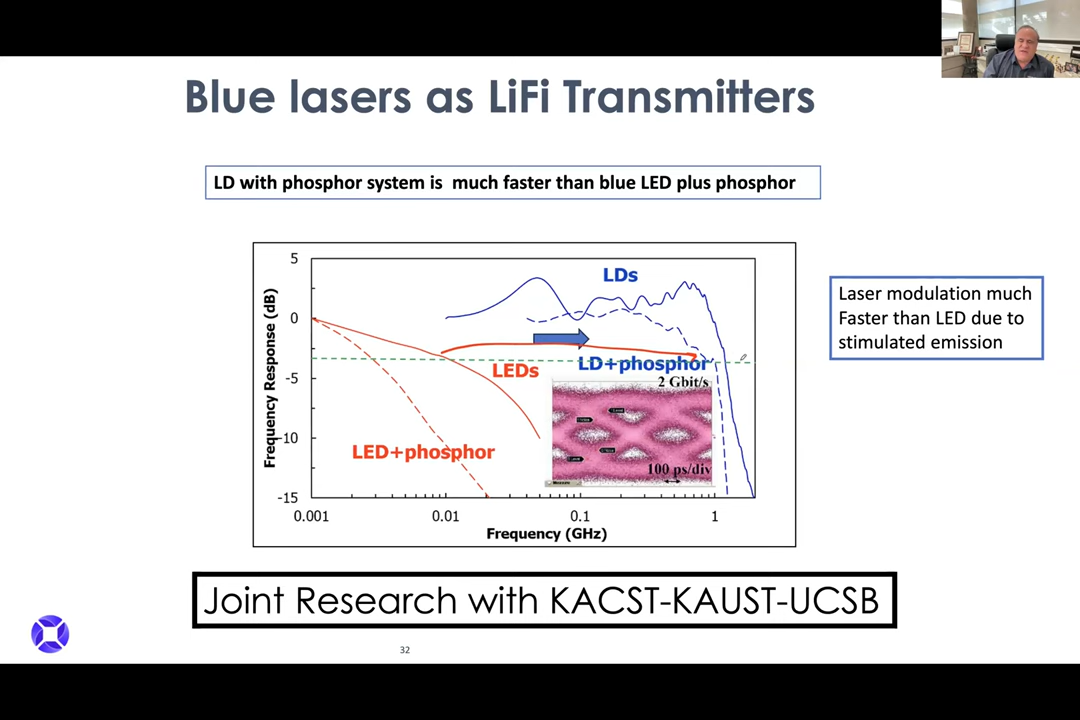 Blue lasers as LiFi Transmitters
LD with phosphor system is much faster than blue LED plus phosphor
Frequency Response (dB)
5
0
-5
-10
-15
LDs
LEDs
LD+phosphor
2 Gbit/s
LED+phosphor
100 ps/div
0.001
0.01
0.1
1
Frequency (GHz)
Laser modulation much
Faster than LED due to
stimulated emission
Joint Research with KACST-KAUST-UCSB
32